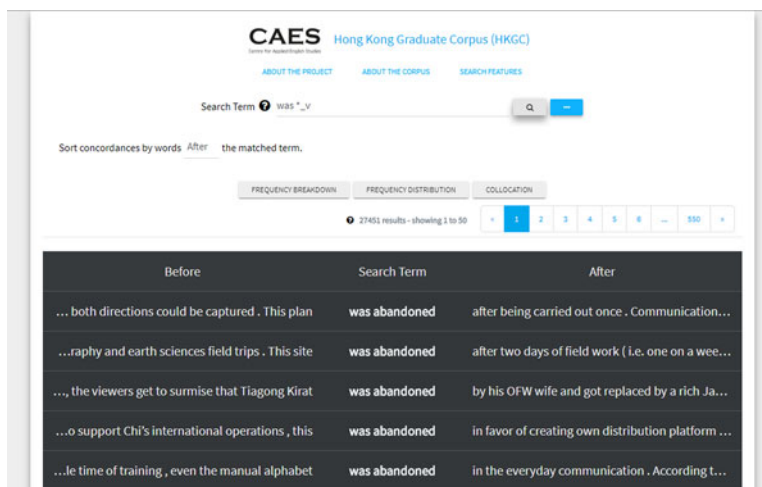 CAES Hong Kong Graduate Corpus (HKGC)
Centre for Applied English Studies
ABOUT THE PROJECT ABOUT THE CORPUS SEARCH FEATURES
Search Term ? was *_v
Sort concordances by words After the matched term.
FREQUENCY BREAKDOWN FREQUENCY DISTRIBUTION COLLOCATION
? 27451 results - showing 1 to 50 « 1 2 3 4 5 6 ... 550 »
Before Search Term After
... both directions could be captured . This plan was abandoned after being carried out once . Communication...
...raphy and earth sciences field trips . This site was abandoned after two days of field work ( i.e. one on a wee...
..., the viewers get to surmise that Tiagong Kirat was abandoned by his OFW wife and got replaced by a rich Ja...
...o support Chi's international operations , this was abandoned in favor of creating own distribution platform ...
...le time of training , even the manual alphabet was abandoned in the everyday communication . According t...